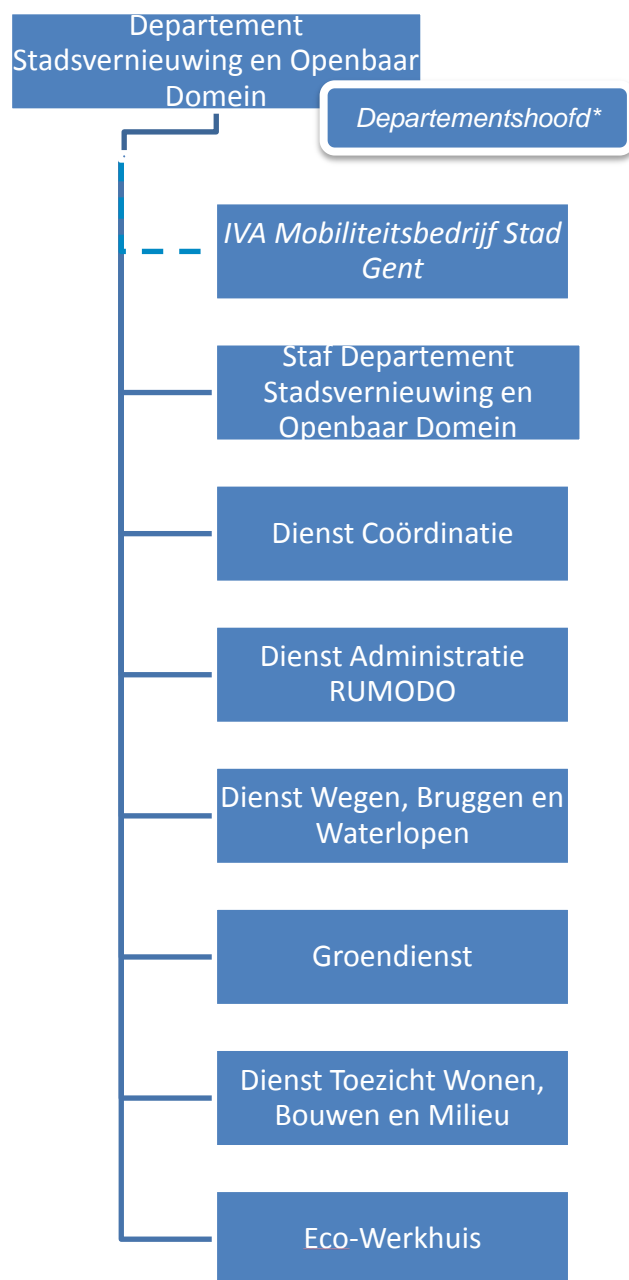 Departement
Stadsvernieuwing en Openbaar
Domein
Departementshoofd*
IVA Mobiliteitsbedrijf Stad
Gent
Staf Departement
Stadsvernieuwing en
Openbaar Domein
Dienst Coördinatie
Dienst Administratie
RUMODO
Dienst Wegen, Bruggen en
Waterlopen
Groendienst
Dienst Toezicht Wonen,
Bouwen en Milieu
Eco-Werkhuis